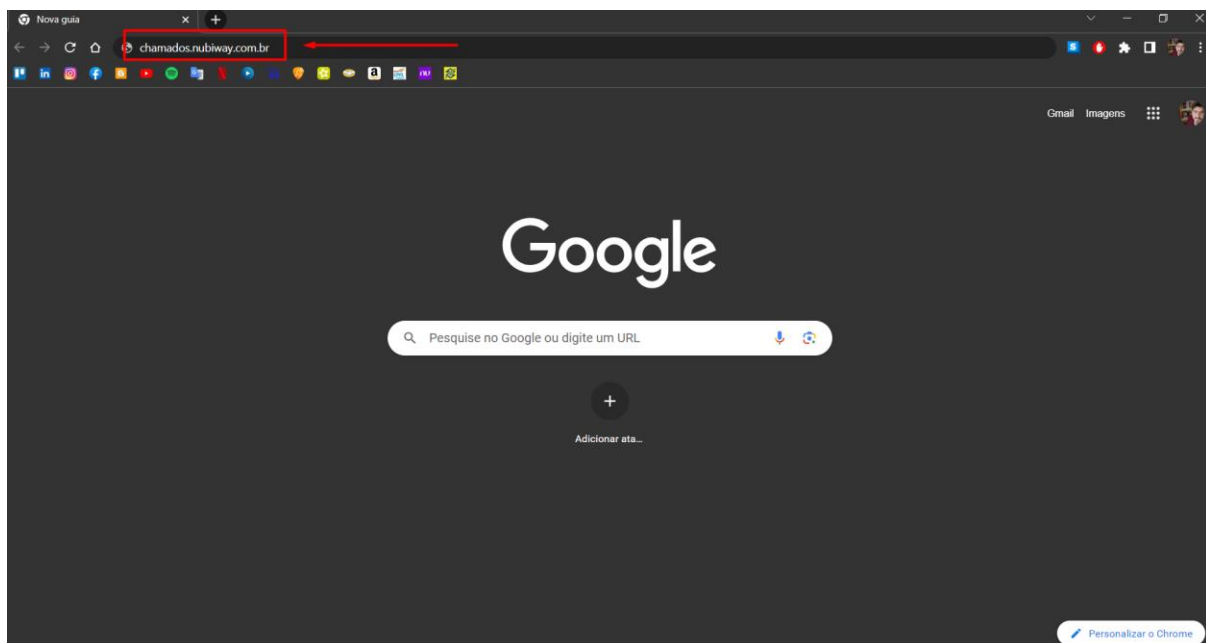 Nova guia
chamados.nubiway.com.br
Gmail Imagens
Google
Pesquise no Google ou digite um URL
Adicionar ata...
Personalizar o Chrome